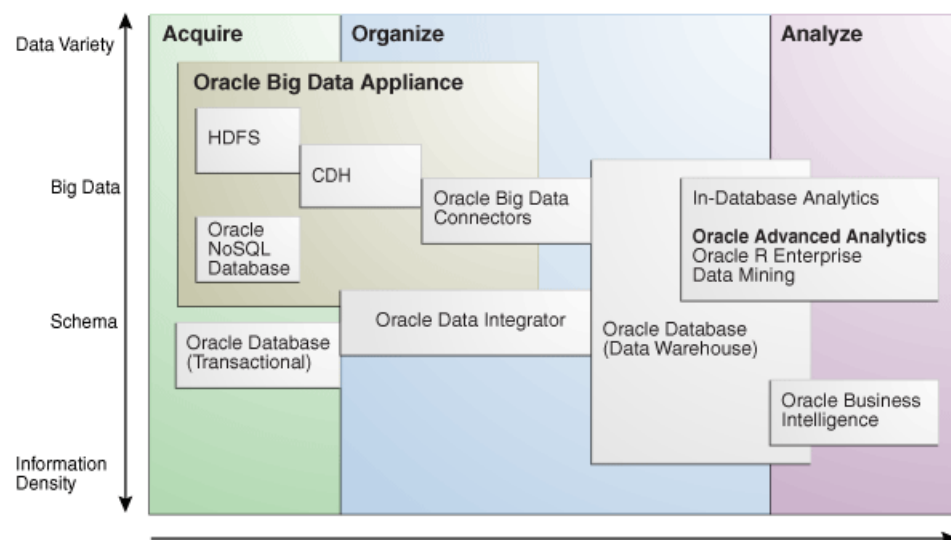 Data Variety
Big Data
Schema
Information
Density
Acquire
Organize
Analyze
Oracle Big Data Appliance
HDFS
CDH
Oracle Big Data
Connectors
Oracle
NoSQL
Database
Oracle Data Integrator
Oracle Database
(Transactional)
Oracle Database
(Data Warehouse)
In-Database Analytics
Oracle Advanced Analytics
Oracle R Enterprise
Data Mining
Oracle Business
Intelligence